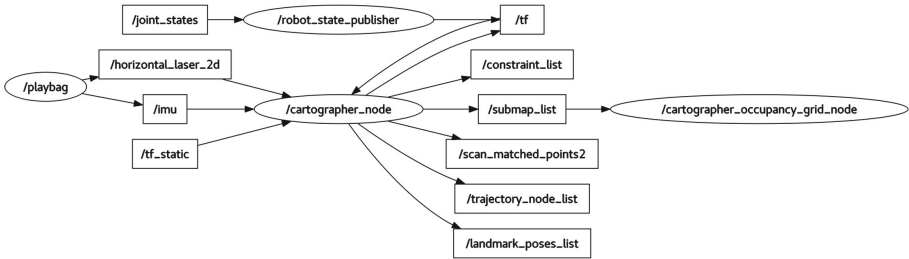 /joint_states
/robot_state_publisher
/tf
/horizontal_laser_2d
/constraint_list
/playbag
/imu
/cartographer_node
/submap_list
/cartographer_occupancy_grid_node
/tf_static
/scan_matched_points2
/trajectory_node_list
/landmark_poses_list